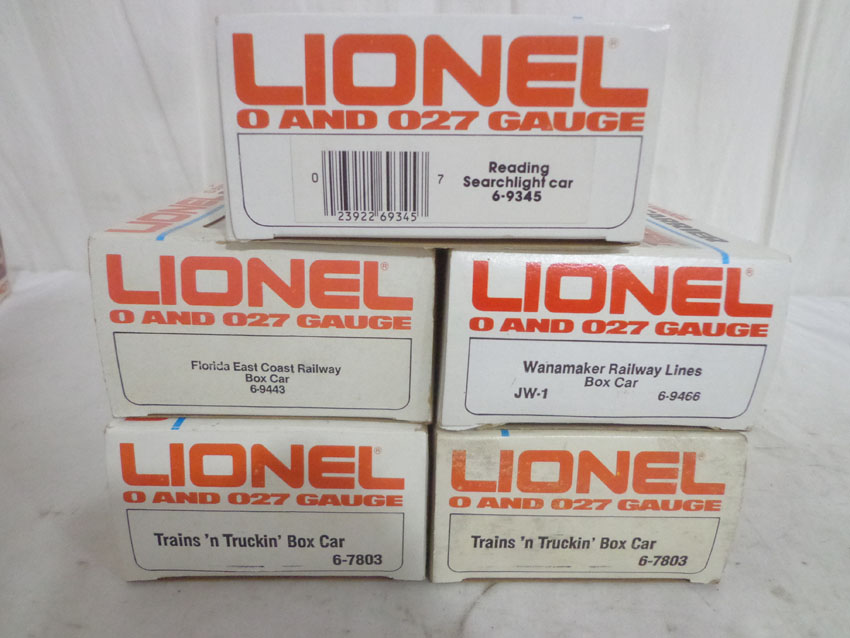 LIONEL®
O AND O27 GAUGE
0 23922 69345 7
Reading
Searchlight car
6-9345
LIONEL
LIONEL®
O AND O27 GAUGE
Florida East Coast Railway
Box Car
6-9443
LIONEL®
O AND O27 GAUGE
Wanamaker Railway Lines
Box Car
JW-1 6-9466
LIONEL®
O AND O27 GAUGE
Trains 'n Truckin' Box Car
6-7803
LIONEL®
O AND O27 GAUGE
Trains 'n Truckin' Box Car
6-7803